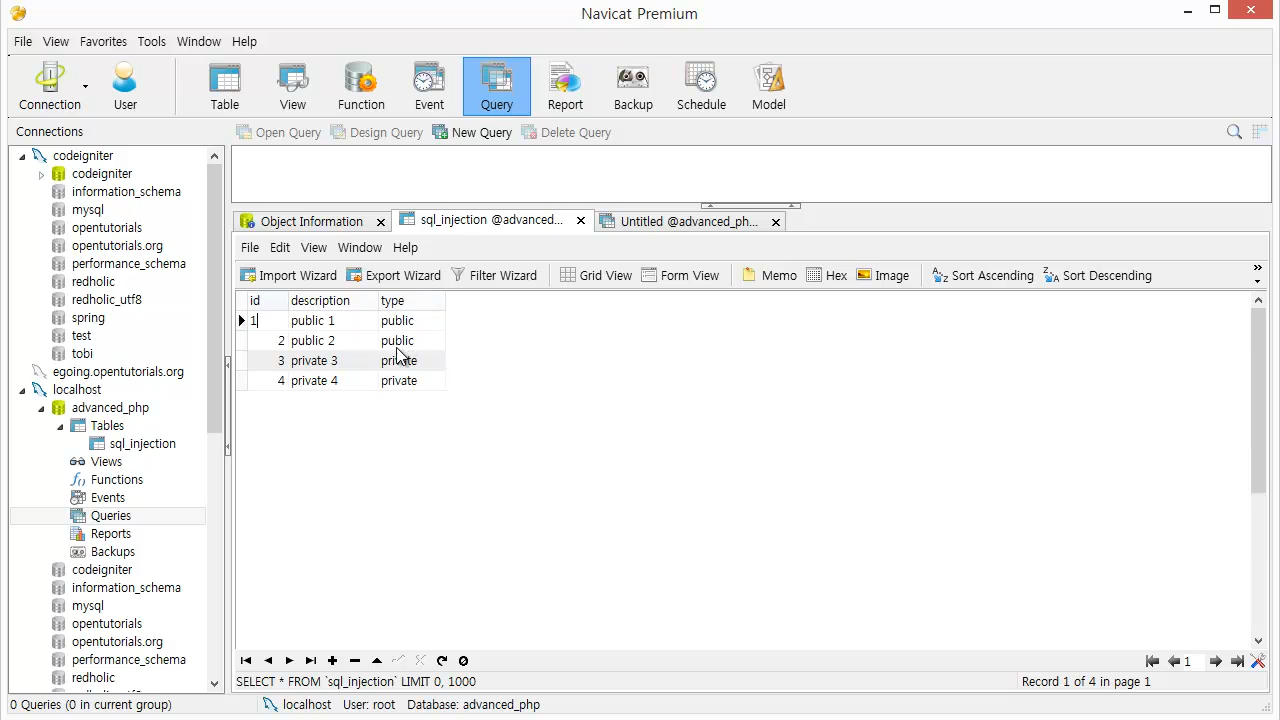 Navicat Premium
File View Favorites Tools Window Help
Connection User Table View Function Event Query Report Backup Schedule Model
Connections
Open Query Design Query New Query Delete Query
codeigniter
codeigniter
information_schema
mysql
opentutorials
opentutorials.org
performance_schema
redholic
redholic_utf8
spring
test
tobi
egoing.opentutorials.org
localhost
advanced_php
Tables
sql_injection
Views
Functions
Events
Queries
Reports
Backups
codeigniter
information_schema
mysql
opentutorials
opentutorials.org
performance_schema
redholic
Object Information sql_injection @advanced... Untitled @advanced_ph...
File Edit View Window Help
Import Wizard Export Wizard Filter Wizard Grid View Form View Memo Hex Image Sort Ascending Sort Descending
id description type
1 public 1 public
2 public 2 public
3 private 3 private
4 private 4 private
1
SELECT * FROM `sql_injection` LIMIT 0, 1000 Record 1 of 4 in page 1
0 Queries (0 in current group) localhost User: root Database: advanced_php